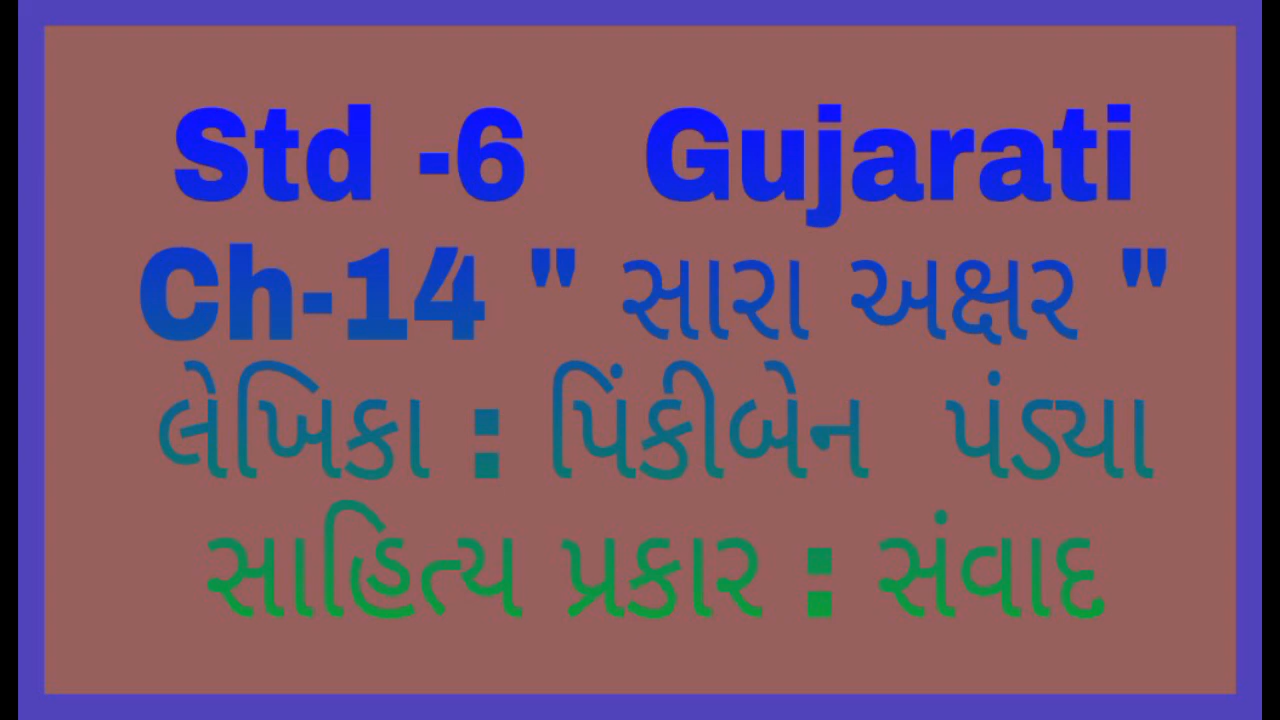 Std -6 Gujarati
Ch-14 " સારા અક્ષર "
લેખિકા : પિંકીબેન પંડ્યા
સાહિત્ય પ્રકાર : સંવાદ